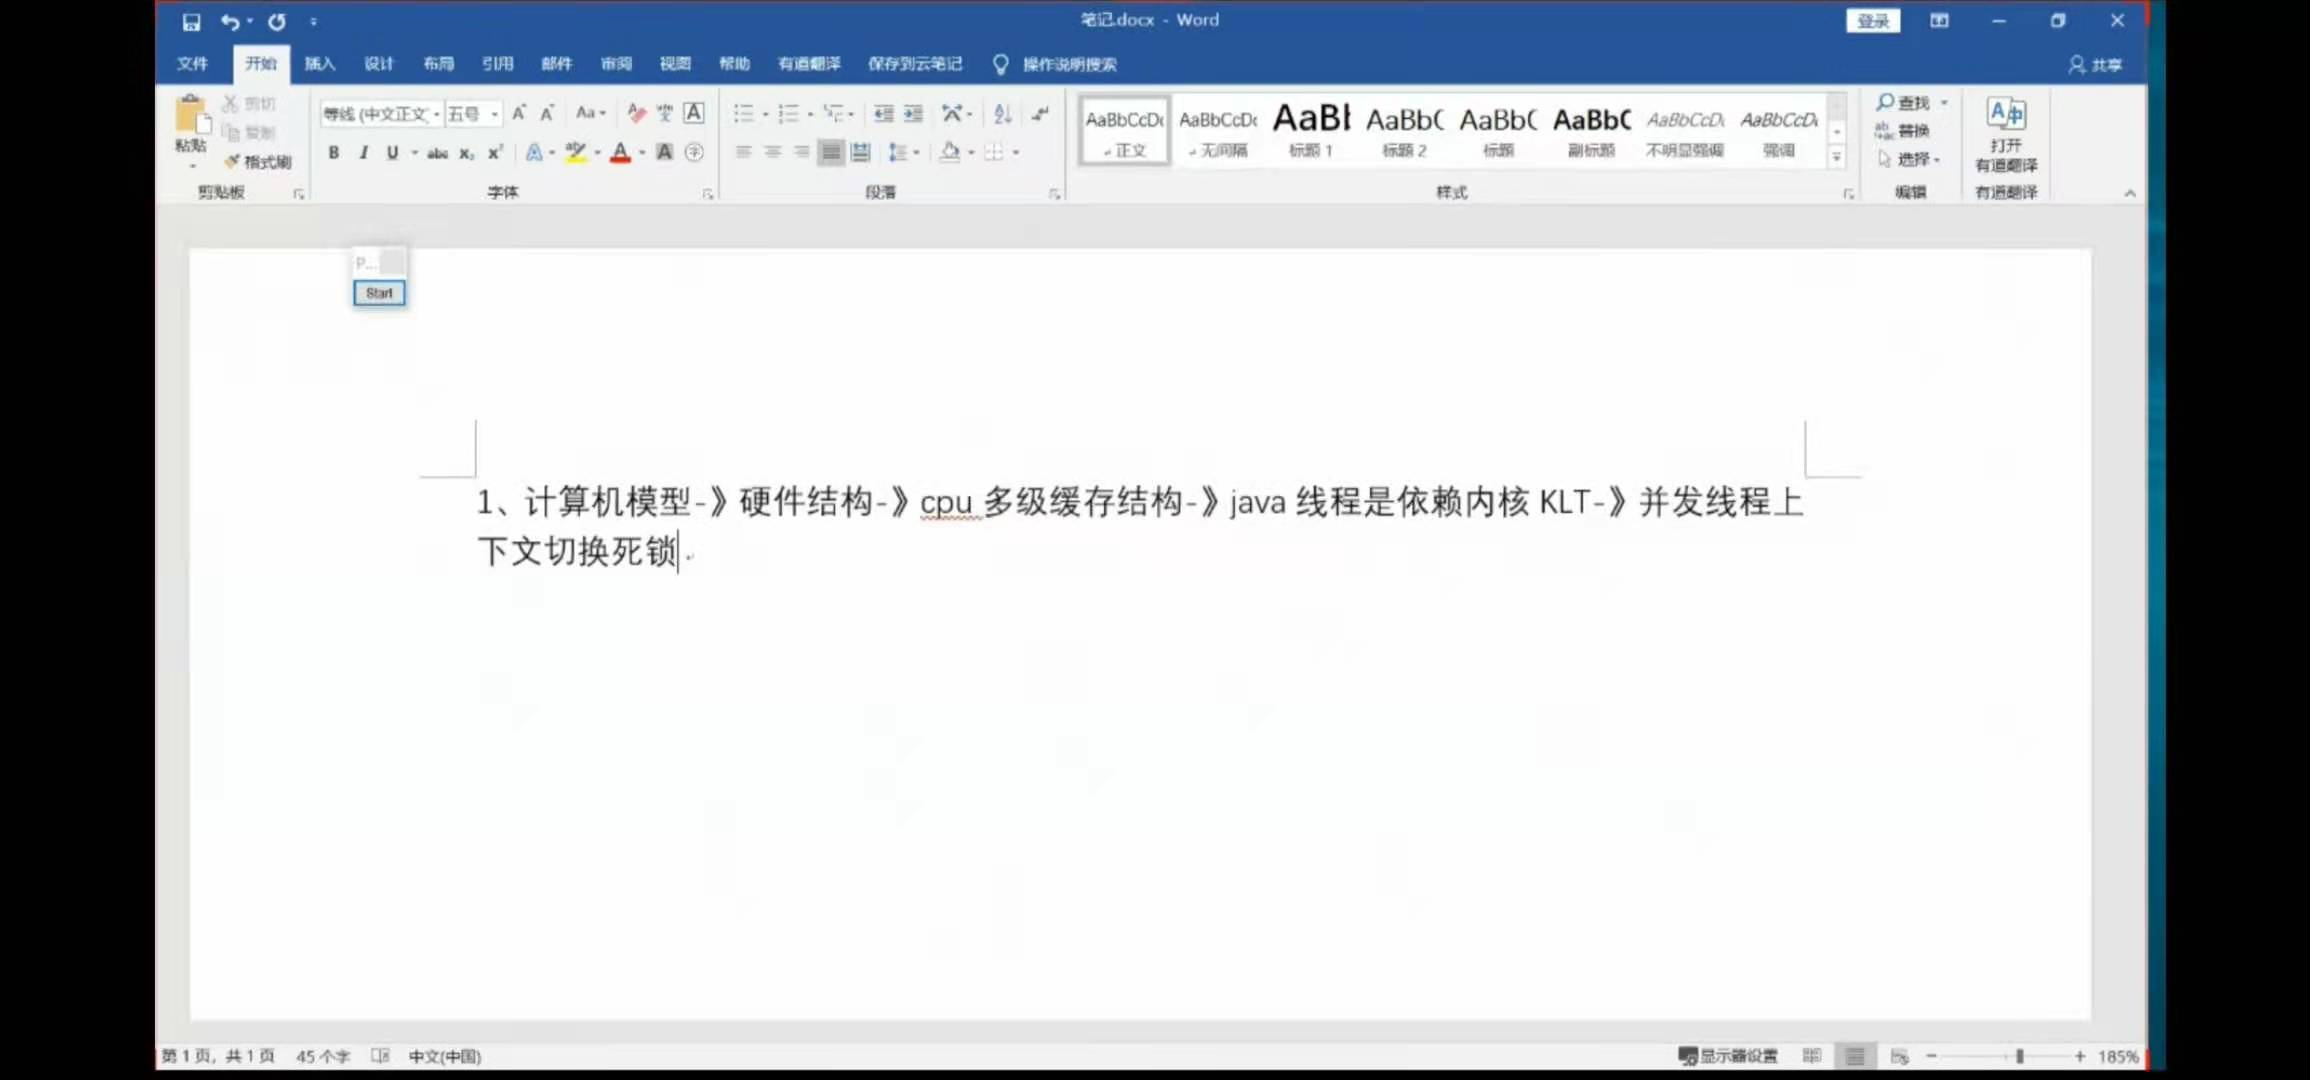 笔记.docx - Word
登录
文件 开始 插入 设计 布局 引用 邮件 审阅 视图 帮助 有道翻译 保存到云笔记 操作说明搜索 共享
粘贴 剪切 复制 格式刷 剪贴板
等线 (中文正文 五号 字体
段落
AaBbCcDc AaBbCcDc AaBb AaBbC AaBbC AaBbC AaBbCcDc AaBbCcDc
正文 无间隔 标题 1 标题 2 标题 副标题 不明显强调 强调
样式
查找 替换 选择 编辑
打开 有道翻译 有道翻译
P...
Start
1、计算机模型-》硬件结构-》cpu 多级缓存结构-》java 线程是依赖内核 KLT-》并发线程上
下文切换死锁
第 1 页, 共 1 页 45 个字 中文(中国) 显示器设置 185%